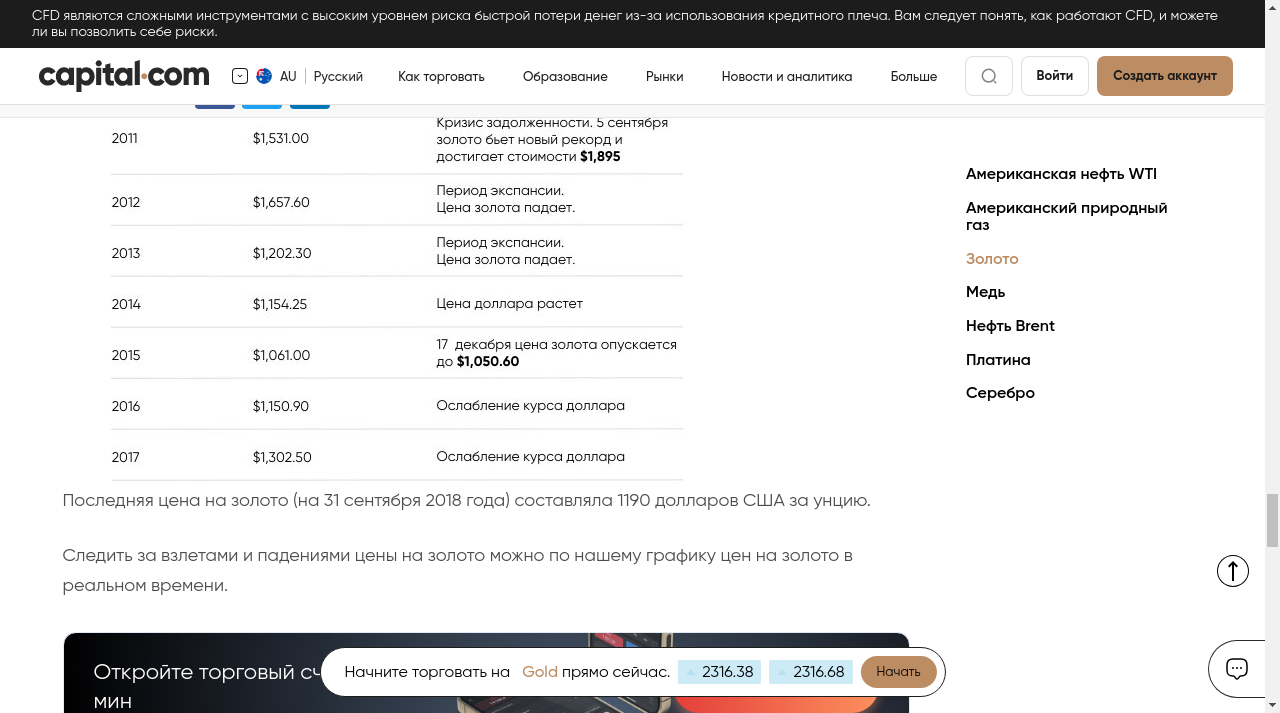 CFD являются сложными инструментами с высоким уровнем риска быстрой потери денег из-за использования кредитного плеча. Вам следует понять, как работают CFD, и можете
ли вы позволить себе риски.
capital.com
AU | Русский
Как торговать
Образование
Рынки
Новости и аналитика
Больше
Войти
Создать аккаунт
2011 $1,531.00 Кризис задолженности. 5 сентября
золото бьет новый рекорд и
достигает стоимости $1,895
2012 $1,657.60 Период экспансии.
Цена золота падает.
2013 $1,202.30 Период экспансии.
Цена золота падает.
2014 $1,154.25 Цена доллара растет
2015 $1,061.00 17 декабря цена золота опускается
до $1,050.60
2016 $1,150.90 Ослабление курса доллара
2017 $1,302.50 Ослабление курса доллара
Последняя цена на золото (на 31 сентября 2018 года) составляла 1190 долларов США за унцию.
Следить за взлетами и падениями цены на золото можно по нашему графику цен на золото в
реальном времени.
Американская нефть WTI
Американский природный
газ
Золото
Медь
Нефть Brent
Платина
Серебро
Откройте торговый сч
мин
Начните торговать на Gold прямо сейчас. 2316.38 2316.68 Начать